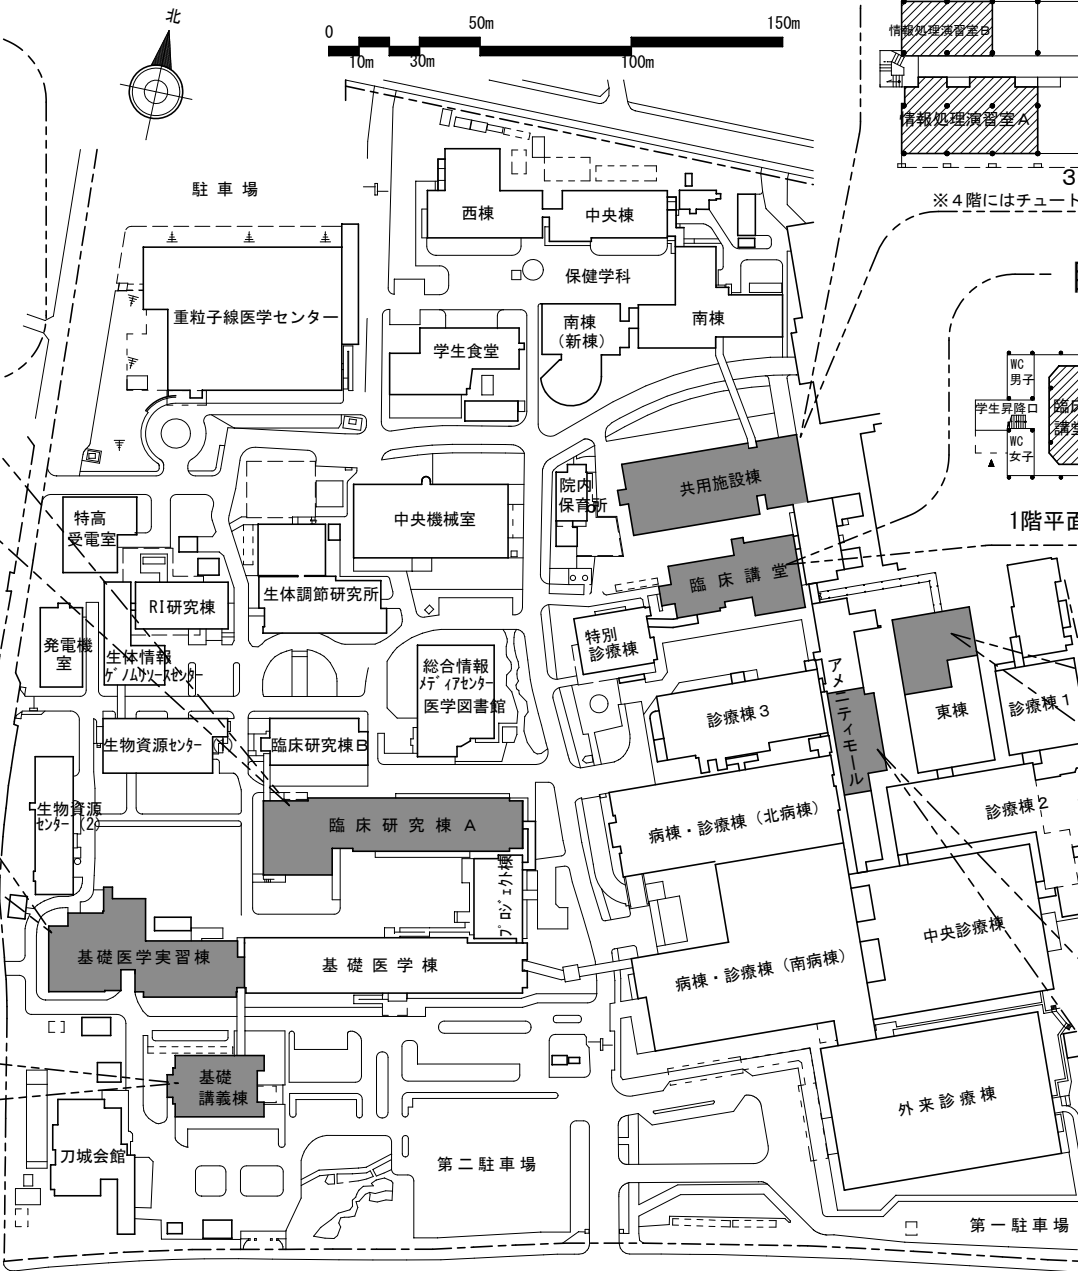 北
0
50m
150m
10m
30m
100m
情報処理演習室B
情報処理演習室A
3
※４階にはチュート
駐車場
西棟
中央棟
保健学科
重粒子線医学センター
学生食堂
南棟
(新棟)
南棟
WC
男子
学生昇降口
臨床
講堂
WC
女子
1階平面
共用施設棟
院内
保育所
特高
受電室
中央機械室
臨床講堂
RI研究棟
生体調節研究所
特別
診療棟
発電機
室
生体情報
ゲノムリソースセンター
総合情報
メディアセンター
医学図書館
アメニティモール
東棟
診療棟1
診療棟3
生物資源センター
臨床研究棟B
生物資源
センター(2)
臨床研究棟A
病棟・診療棟(北病棟)
診療棟2
プロジェクト棟
中央診療棟
基礎医学実習棟
基礎医学棟
病棟・診療棟(南病棟)
基礎
講義棟
外来診療棟
刀城会館
第二駐車場
第一駐車場